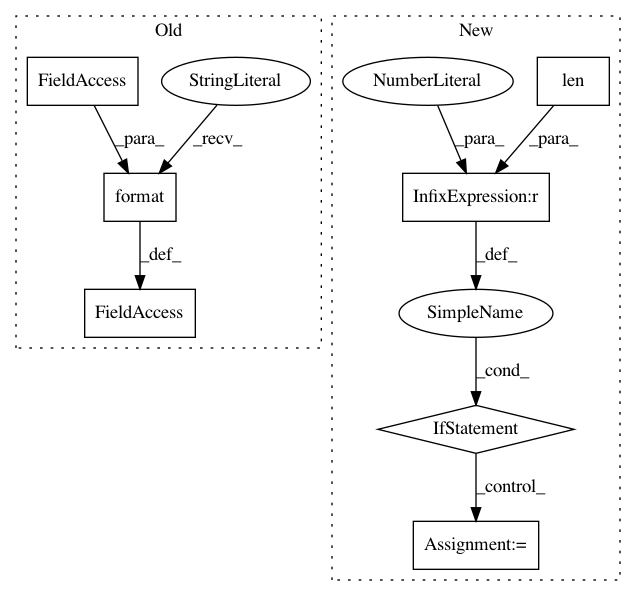 Old
New
FieldAccess
StringLiteral
NumberLiteral
len
_para_
_recv_
_para_
_para_
format
InfixExpression:r
_def_
_def_
FieldAccess
SimpleName
_cond_
IfStatement
_control_
Assignment:=